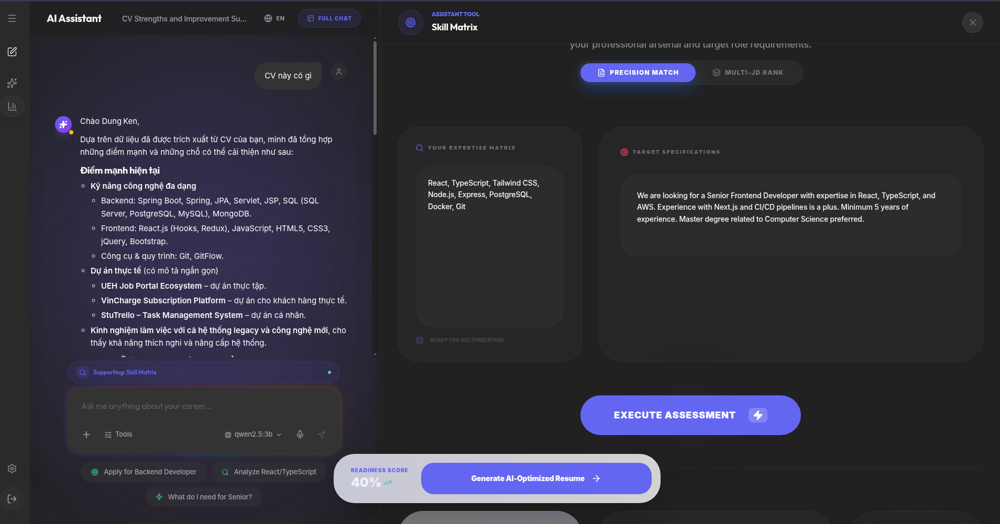 AI Assistant
CV Strengths and Improvement Su...
EN
FULL CHAT
CV này có gì
Chào Dung Ken,
Dựa trên dữ liệu đã được trích xuất từ CV của bạn, mình đã tổng hợp
những điểm mạnh và những chỗ có thể cải thiện như sau:
Điểm mạnh hiện tại
Kỹ năng công nghệ đa dạng
Backend: Spring Boot, Spring, JPA, Servlet, JSP, SQL (SQL
Server, PostgreSQL, MySQL), MongoDB.
Frontend: React.js (Hooks, Redux), JavaScript, HTML5, CSS3,
jQuery, Bootstrap.
Công cụ & quy trình: Git, GitFlow.
Dự án thực tế (có mô tả ngắn gọn)
UEH Job Portal Ecosystem – dự án thực tập.
VinCharge Subscription Platform – dự án cho khách hàng thực tế.
StuTrello – Task Management System – dự án cá nhân.
Kinh nghiệm làm việc với cả hệ thống legacy và công nghệ mới, cho
thấy khả năng thích nghi và nâng cấp hệ thống.
Supporting: Skill Matrix
Ask me anything about your career...
Tools
qwen2.5:3b
Apply for Backend Developer
Analyze React/TypeScript
What do I need for Senior?
ASSISTANT TOOL
Skill Matrix
your professional arsenal and target role requirements.
PRECISION MATCH
MULTI-JD RANK
YOUR EXPERTISE MATRIX
React, TypeScript, Tailwind CSS,
Node.js, Express, PostgreSQL,
Docker, Git
READY FOR VECTORIZATION
TARGET SPECIFICATIONS
We are looking for a Senior Frontend Developer with expertise in React, TypeScript, and
AWS. Experience with Next.js and CI/CD pipelines is a plus. Minimum 5 years of
experience. Master degree related to Computer Science preferred.
EXECUTE ASSESSMENT
READINESS SCORE
40%
Generate AI-Optimized Resume